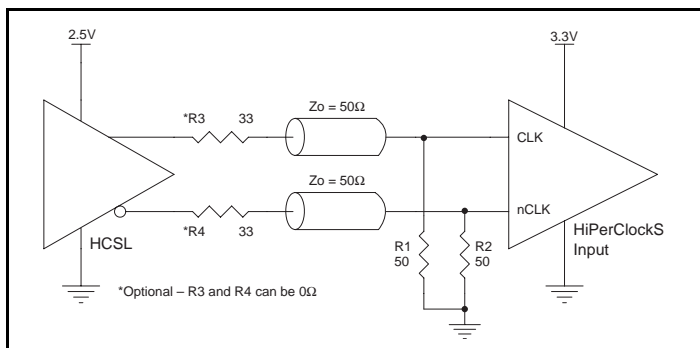 2.5V
3.3V
*R3
33
Zo = 50Ω
CLK
Zo = 50Ω
nCLK
*R4
33
HCSL
R1
50
R2
50
HiPerClockS
Input
*Optional – R3 and R4 can be 0Ω